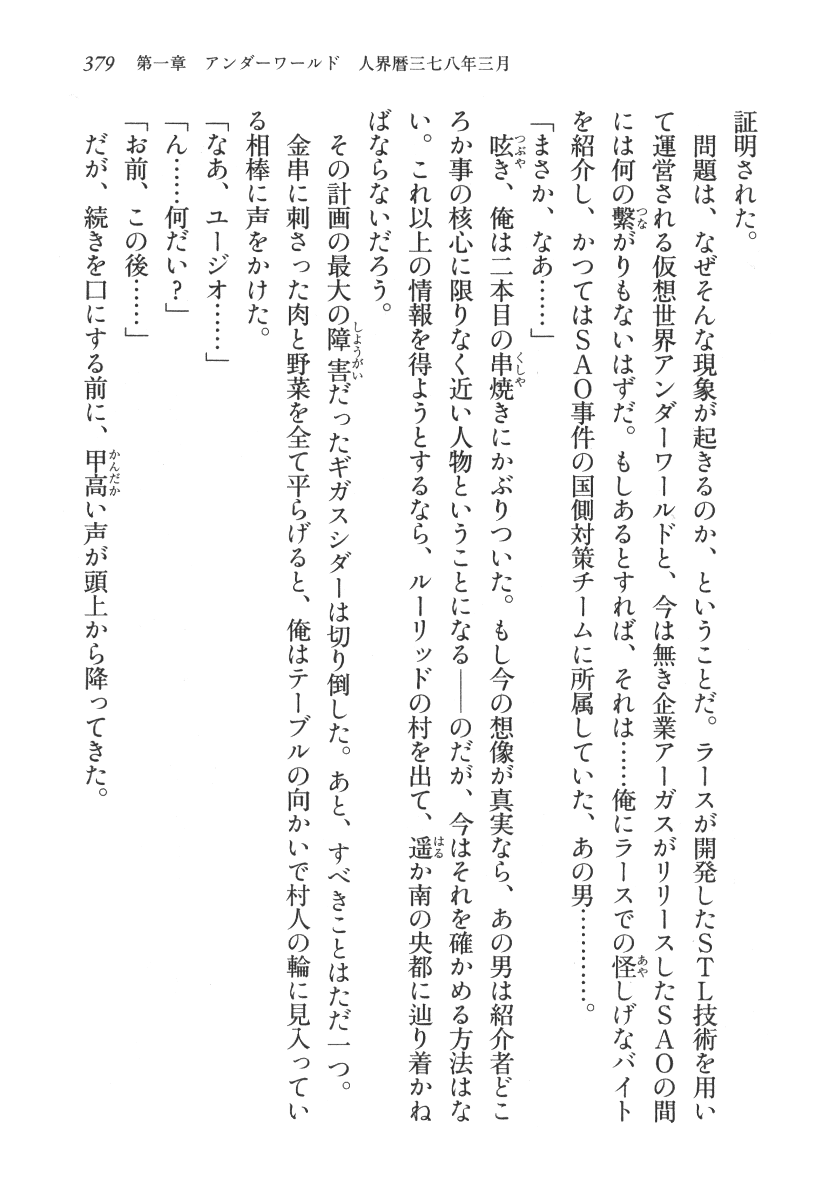 379　第一章　アンダーワールド　人界暦三七八年三月
証明された。
　問題は、なぜそんな現象が起きるのか、ということだ。ラースが開発したＳＴＬ技術を用い
て運営される仮想世界アンダーワールドと、今は無き企業アーガスがリリースしたＳＡＯの間
には何の繋がりもないはずだ。もしあるとすれば、それは……俺にラースでの怪しげなバイト
を紹介し、かつてはＳＡＯ事件の国側対策チームに所属していた、あの男…………。
「まさか、なあ……」
　呟き、俺は二本目の串焼きにかぶりついた。もし今の想像が真実なら、あの男は紹介者どこ
ろか事の核心に限りなく近い人物ということになる――のだが、今はそれを確かめる方法はな
い。これ以上の情報を得ようとするなら、ルーリッドの村を出て、遥か南の央都に辿り着かね
ばならないだろう。
　その計画の最大の障害だったギガスシダーは切り倒した。あと、すべきことはただ一つ。
　金串に刺さった肉と野菜を全て平らげると、俺はテーブルの向かいで村人の輪に見入ってい
る相棒に声をかけた。
「なあ、ユージオ……」
「ん……何だい？」
「お前、この後……」
　だが、続きを口にする前に、甲高い声が頭上から降ってきた。